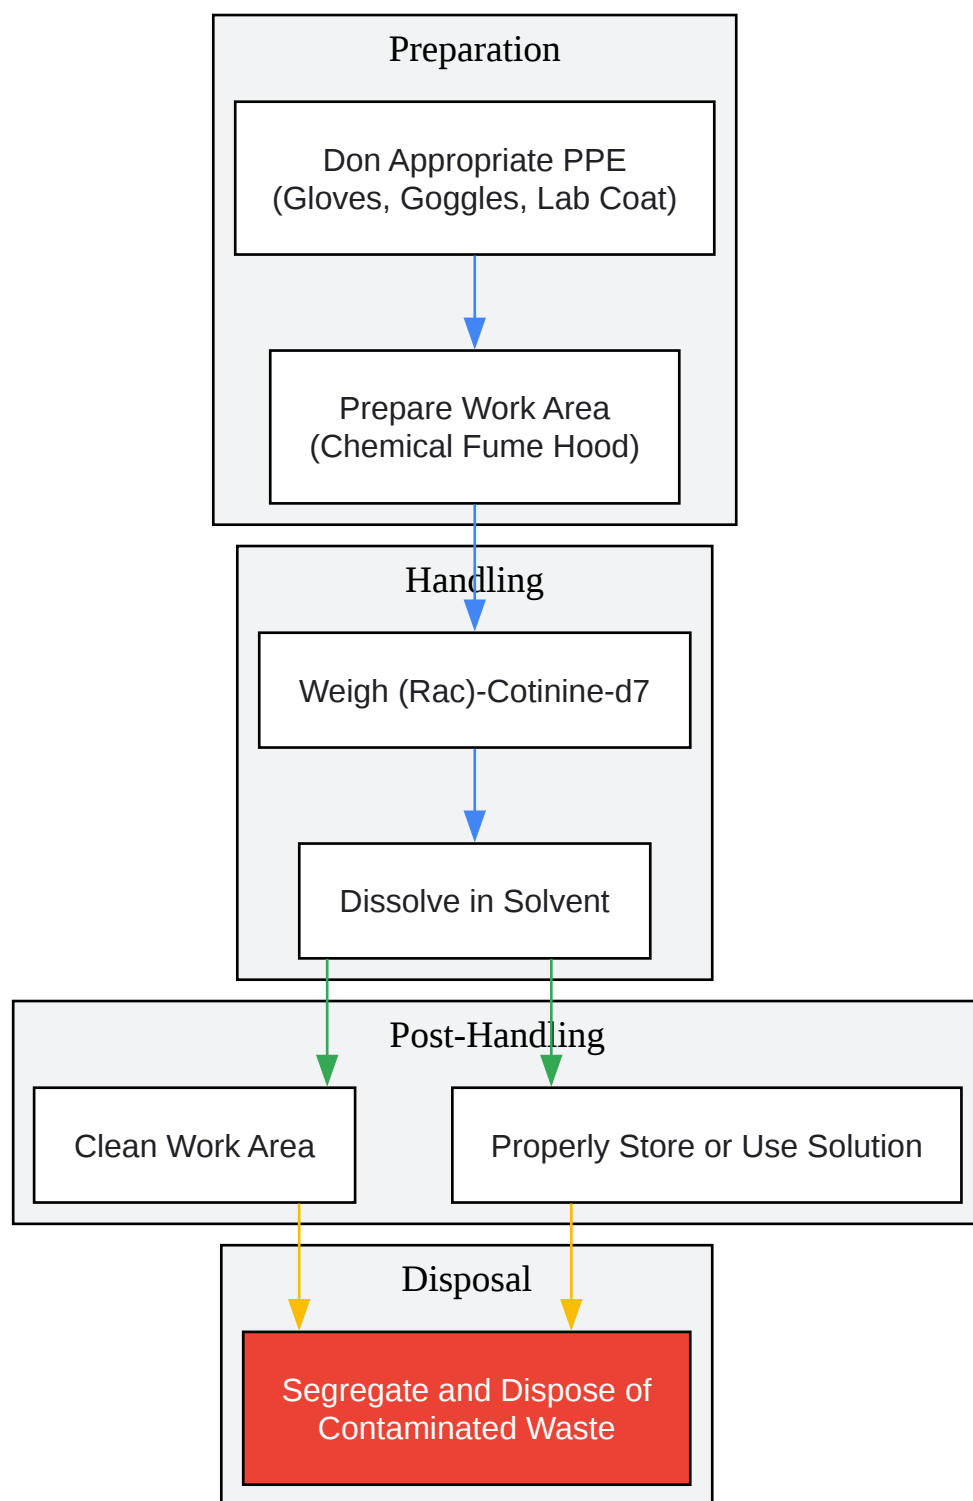 Preparation
Don Appropriate PPE
(Gloves, Goggles, Lab Coat)
Prepare Work Area
(Chemical Fume Hood)
Handling
Weigh (Rac)-Cotinine-d7
Dissolve in Solvent
Post-Handling
Clean Work Area
Properly Store or Use Solution
Disposal
Segregate and Dispose of
Contaminated Waste